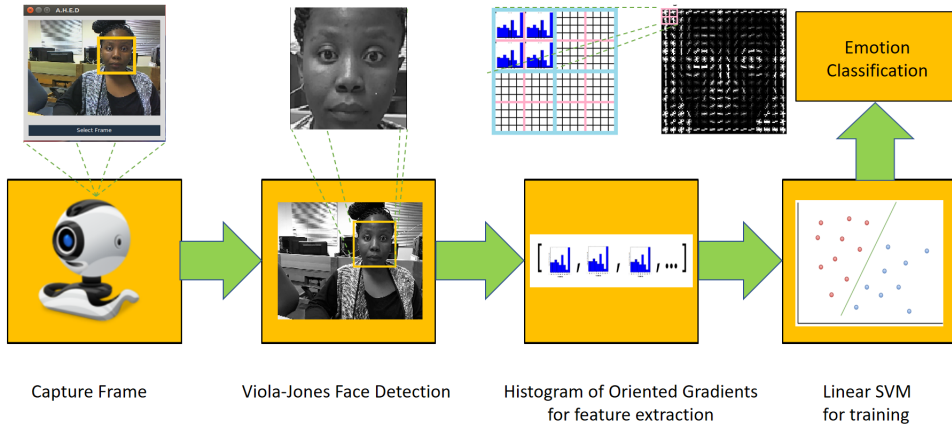 A.H.E.D
Select Frame
Emotion
Classification
[ , , ,... ]
Capture Frame
Viola-Jones Face Detection
Histogram of Oriented Gradients
for feature extraction
Linear SVM
for training